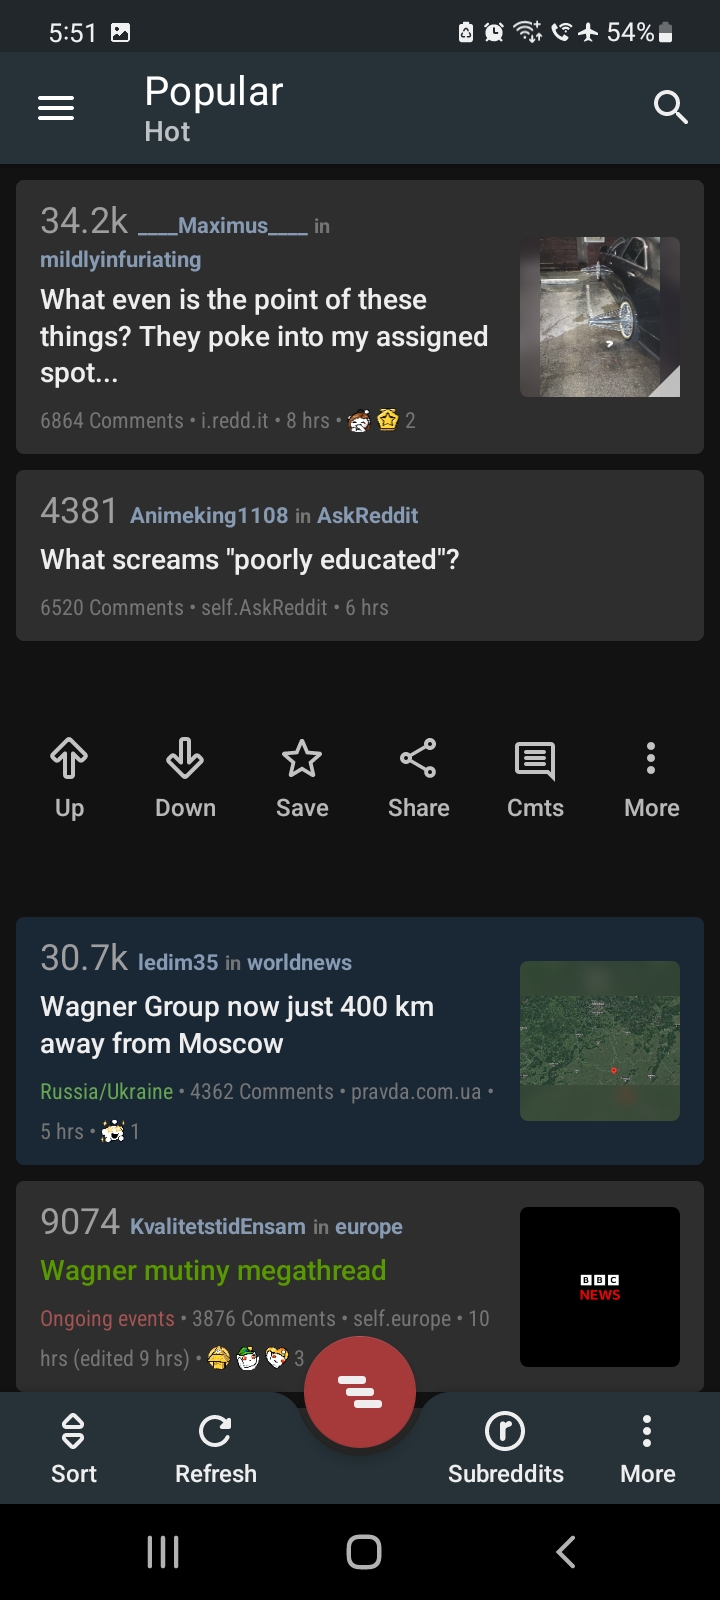 5:51 54%
Popular
Hot
34.2k ____Maximus____ in
mildlyinfuriating
What even is the point of these
things? They poke into my assigned
spot...
6864 Comments • i.redd.it • 8 hrs • 2
4381 Animeking1108 in AskReddit
What screams "poorly educated"?
6520 Comments • self.AskReddit • 6 hrs
Up Down Save Share Cmts More
30.7k ledim35 in worldnews
Wagner Group now just 400 km
away from Moscow
Russia/Ukraine • 4362 Comments • pravda.com.ua •
5 hrs • 1
9074 KvalitetstidEnsam in europe
Wagner mutiny megathread
BBC
NEWS
Ongoing events • 3876 Comments • self.europe • 10
hrs (edited 9 hrs) • 3
Sort Refresh Subreddits More